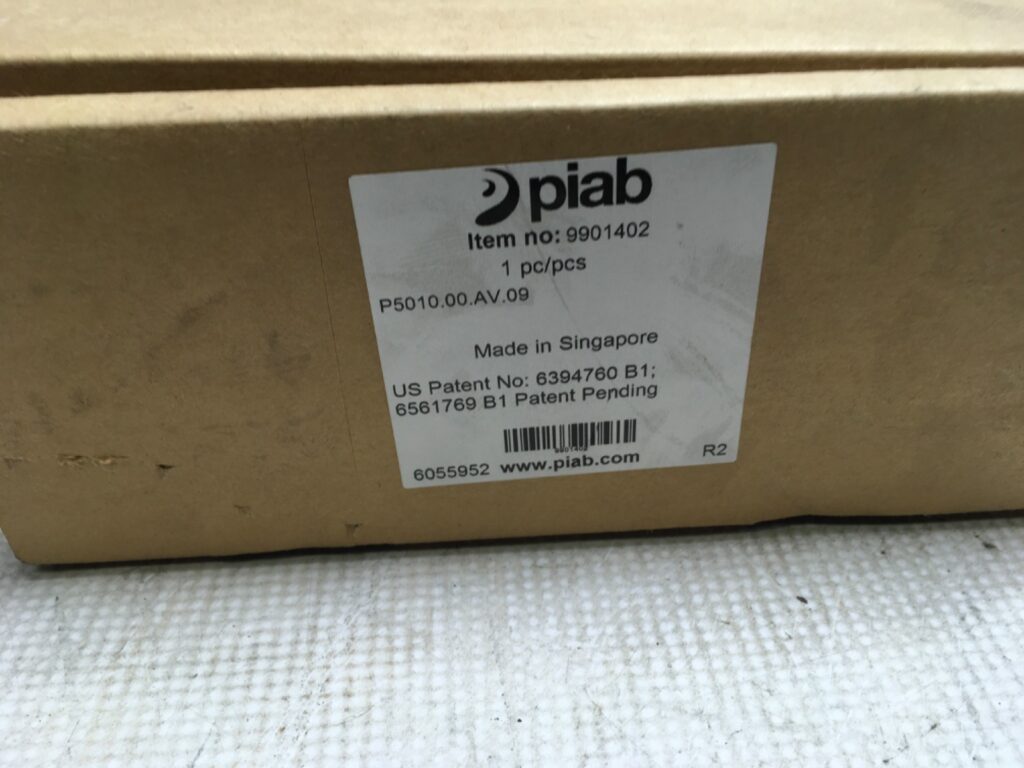 piab
Item no: 9901402
1 pc/pcs
P5010.00.AV.09
Made in Singapore
US Patent No: 6394760 B1;
6561769 B1 Patent Pending
9901402
6055952 www.piab.com R2